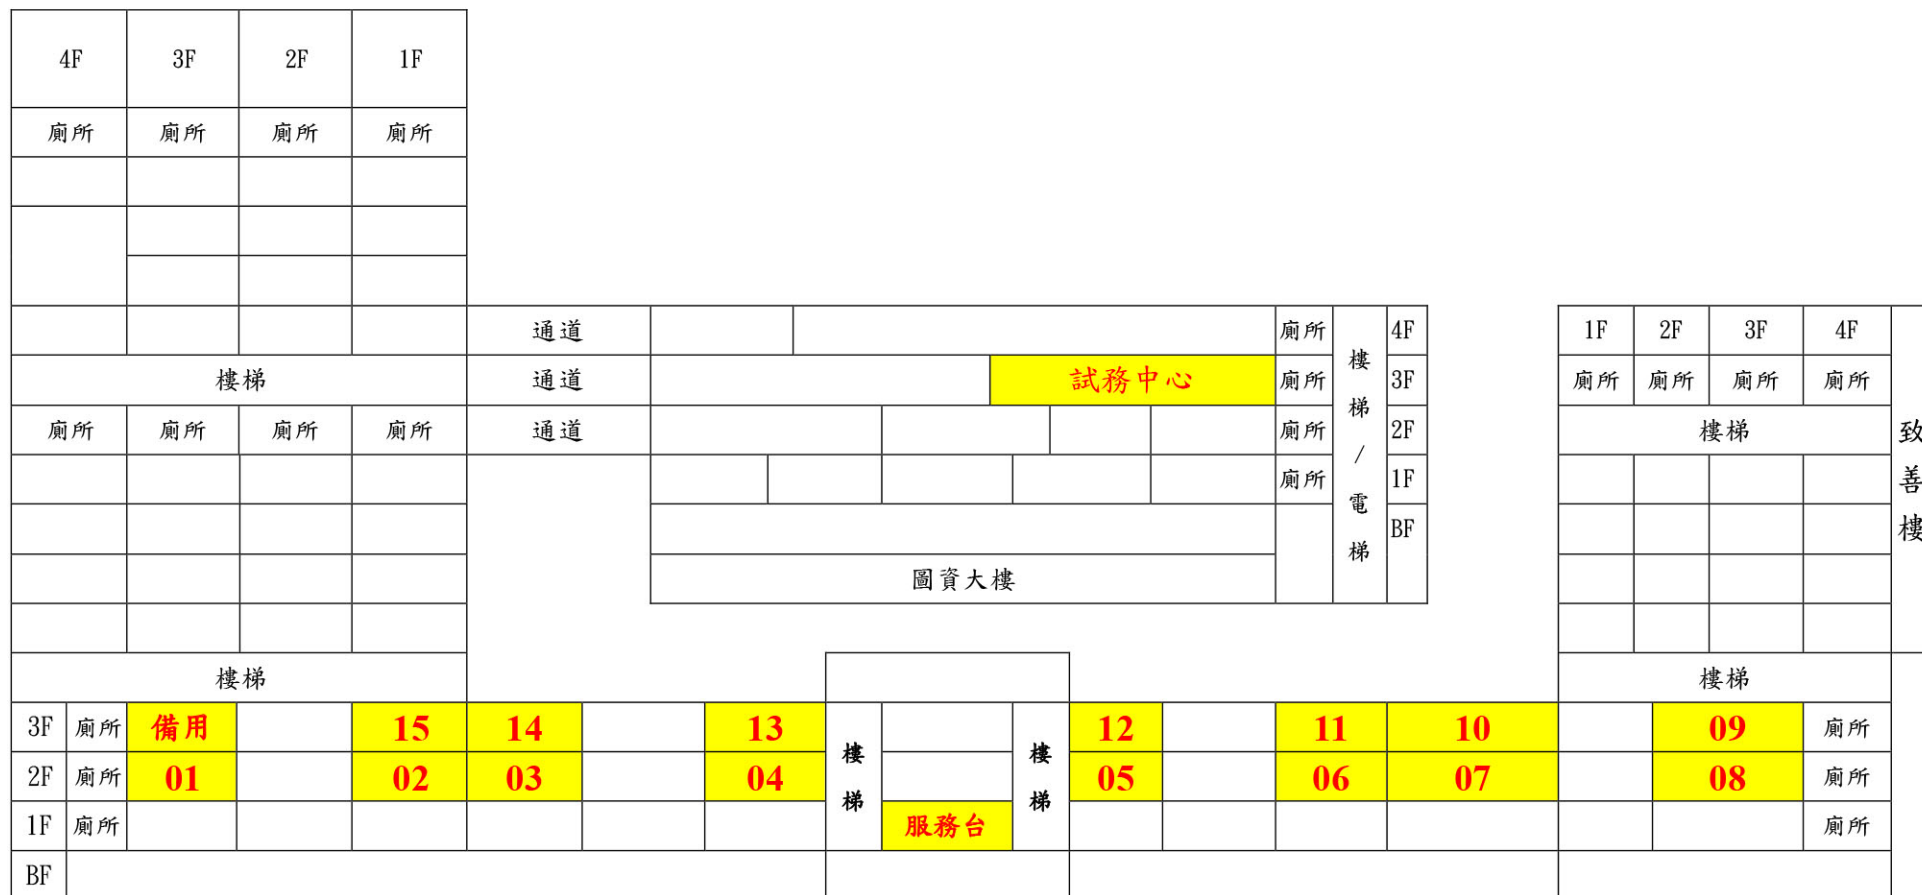 4F 3F 2F 1F
廁所 廁所 廁所 廁所
通道 廁所 4F 1F 2F 3F 4F
樓梯 通道 試務中心 廁所 3F 廁所 廁所 廁所 廁所
廁所 廁所 廁所 廁所 通道 廁所 2F 樓梯
廁所 1F
BF
樓梯/電梯
圖資大樓
致善樓
樓梯 樓梯
3F 廁所 備用 15 14 13 12 11 10 09 廁所
樓梯 樓梯
2F 廁所 01 02 03 04 05 06 07 08 廁所
1F 廁所 服務台 廁所
BF